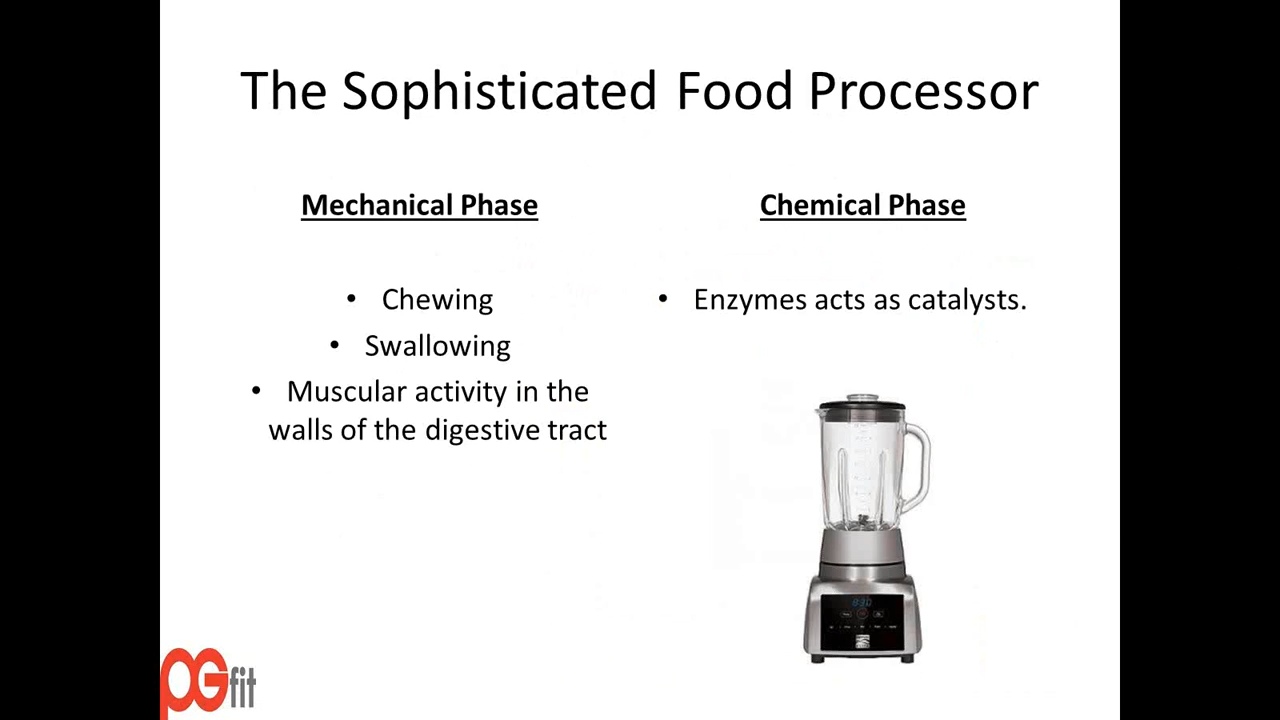 The Sophisticated Food Processor
Mechanical Phase
• Chewing
• Swallowing
• Muscular activity in the
walls of the digestive tract
Chemical Phase
• Enzymes acts as catalysts.
PGfit